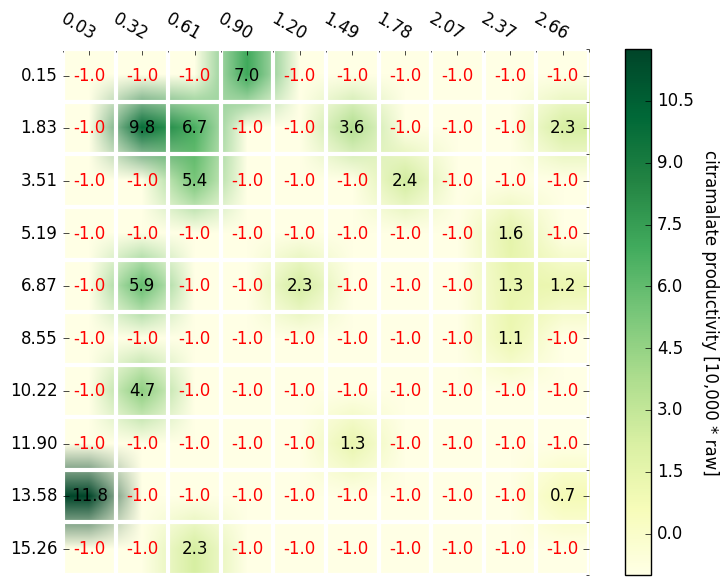 0.03 0.32 0.61 0.90 1.20 1.49 1.78 2.07 2.37 2.66
0.15 -1.0 -1.0 -1.0 7.0 -1.0 -1.0 -1.0 -1.0 -1.0 -1.0
1.83 -1.0 9.8 6.7 -1.0 -1.0 3.6 -1.0 -1.0 -1.0 2.3
3.51 -1.0 -1.0 5.4 -1.0 -1.0 -1.0 2.4 -1.0 -1.0 -1.0
5.19 -1.0 -1.0 -1.0 -1.0 -1.0 -1.0 -1.0 -1.0 1.6 -1.0
6.87 -1.0 5.9 -1.0 -1.0 2.3 -1.0 -1.0 -1.0 1.3 1.2
8.55 -1.0 -1.0 -1.0 -1.0 -1.0 -1.0 -1.0 -1.0 1.1 -1.0
10.22 -1.0 4.7 -1.0 -1.0 -1.0 -1.0 -1.0 -1.0 -1.0 -1.0
11.90 -1.0 -1.0 -1.0 -1.0 -1.0 1.3 -1.0 -1.0 -1.0 -1.0
13.58 11.8 -1.0 -1.0 -1.0 -1.0 -1.0 -1.0 -1.0 -1.0 0.7
15.26 -1.0 -1.0 2.3 -1.0 -1.0 -1.0 -1.0 -1.0 -1.0 -1.0
10.5
9.0
7.5
6.0
4.5
3.0
1.5
0.0
citramalate productivity [10,000 * raw]